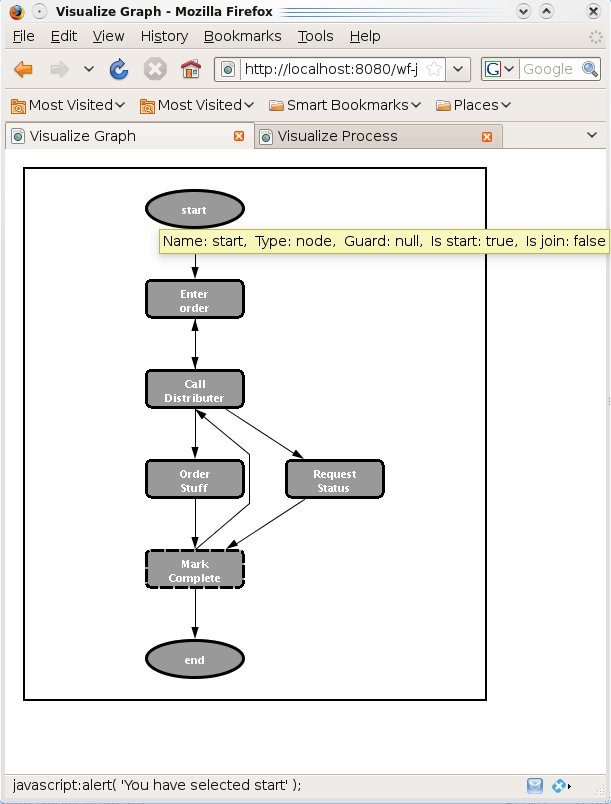 Visualize Graph - Mozilla Firefox
File Edit View History Bookmarks Tools Help
http://localhost:8080/wf-j
G Google
Most Visited Most Visited Smart Bookmarks Places
Visualize Graph Visualize Process
start
Name: start, Type: node, Guard: null, Is start: true, Is join: false
Enter
order
Call
Distributer
Order
Stuff
Request
Status
Mark
Complete
end
javascript:alert( 'You have selected start' );